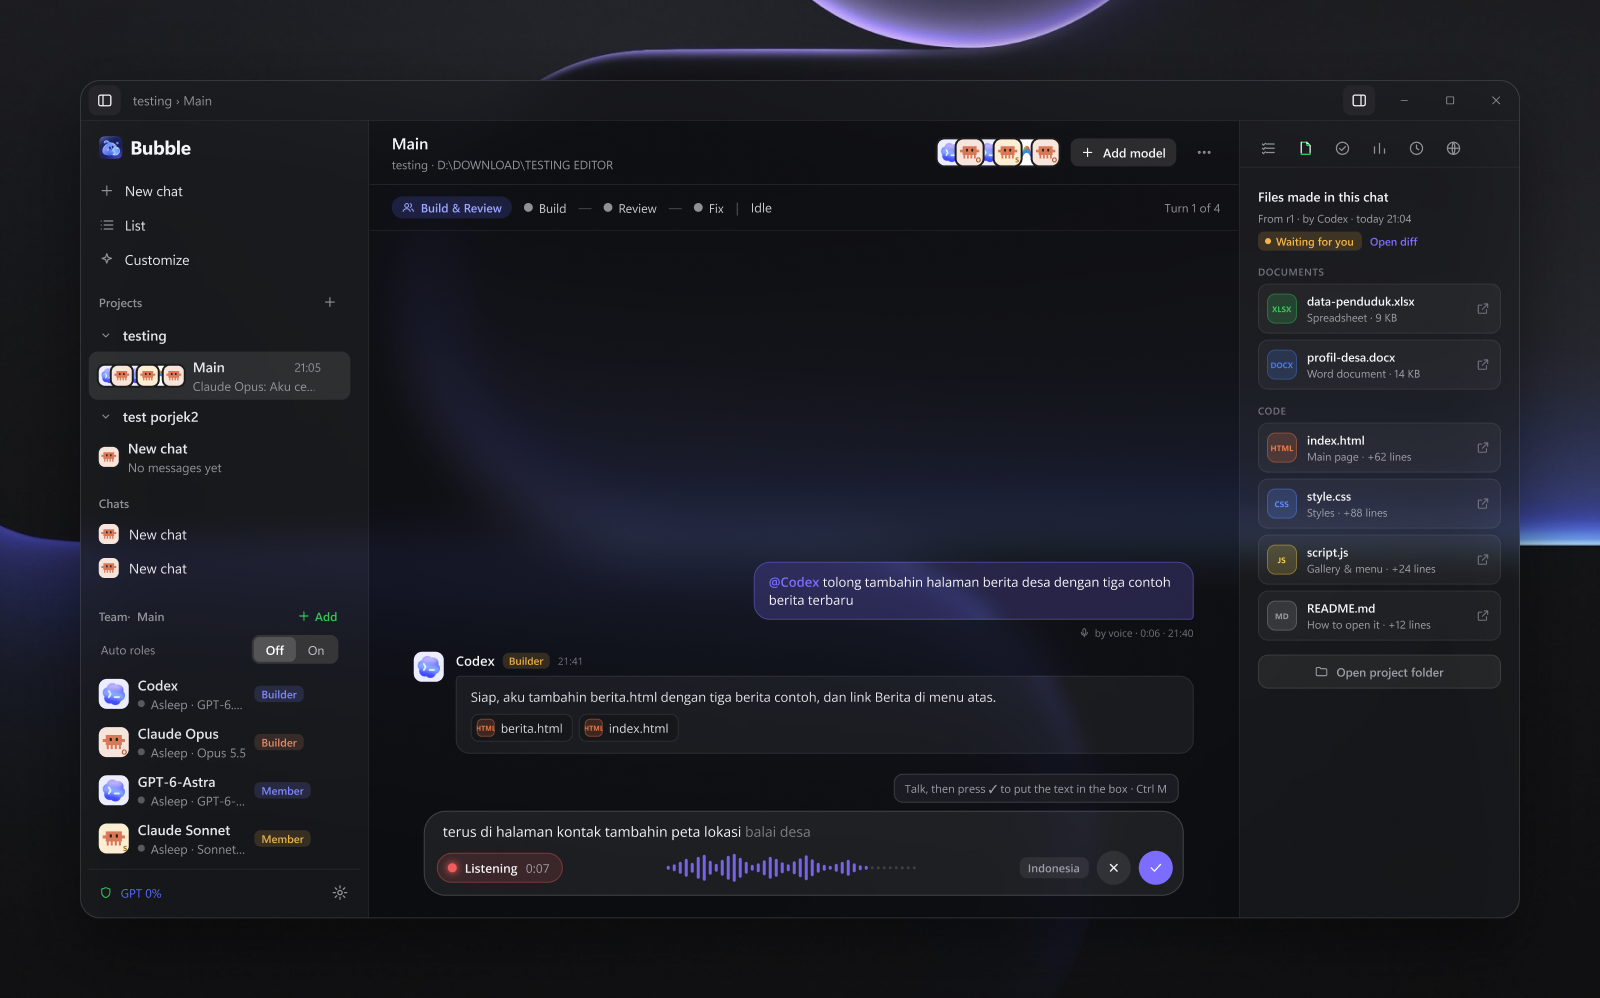 testing › Main
Bubble
New chat
List
Customize
Projects
testing
Main 21:05
Claude Opus: Aku ce...
test porjek2
New chat
No messages yet
Chats
New chat
New chat
Team· Main + Add
Auto roles Off On
Codex
Asleep · GPT-6.... Builder
Claude Opus
Asleep · Opus 5.5 Builder
GPT-6-Astra
Asleep · GPT-6-... Member
Claude Sonnet
Asleep · Sonnet... Member
GPT 0%
Main
testing · D:\DOWNLOAD\TESTING EDITOR
+ Add model
Build & Review Build — Review — Fix | Idle
Turn 1 of 4
@Codex tolong tambahin halaman berita desa dengan tiga contoh
berita terbaru
by voice · 0:06 · 21:40
Codex Builder 21:41
Siap, aku tambahin berita.html dengan tiga berita contoh, dan link Berita di menu atas.
HTML berita.html HTML index.html
Talk, then press ✓ to put the text in the box · Ctrl M
terus di halaman kontak tambahin peta lokasi balai desa
Listening 0:07
Indonesia
Files made in this chat
From r1 · by Codex · today 21:04
Waiting for you Open diff
DOCUMENTS
XLSX data-penduduk.xlsx
Spreadsheet · 9 KB
DOCX profil-desa.docx
Word document · 14 KB
CODE
HTML index.html
Main page · +62 lines
CSS style.css
Styles · +88 lines
JS script.js
Gallery & menu · +24 lines
MD README.md
How to open it · +12 lines
Open project folder